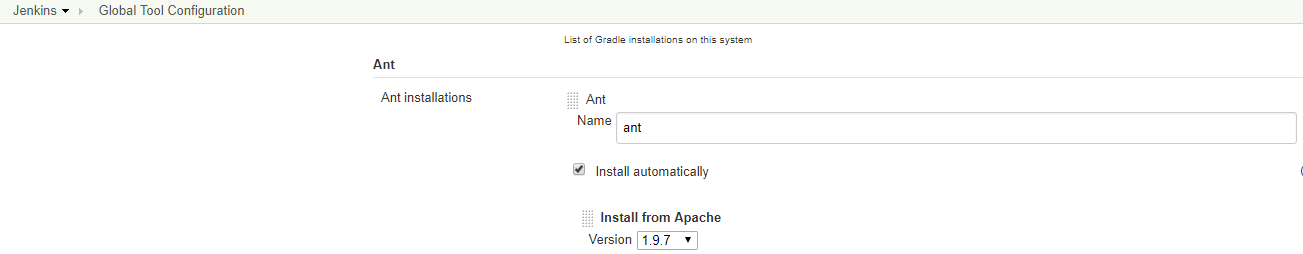 Jenkins Global Tool Configuration
List of Gradle installations on this system
Ant
Ant installations Ant
Name ant
Install automatically
Install from Apache
Version 1.9.7